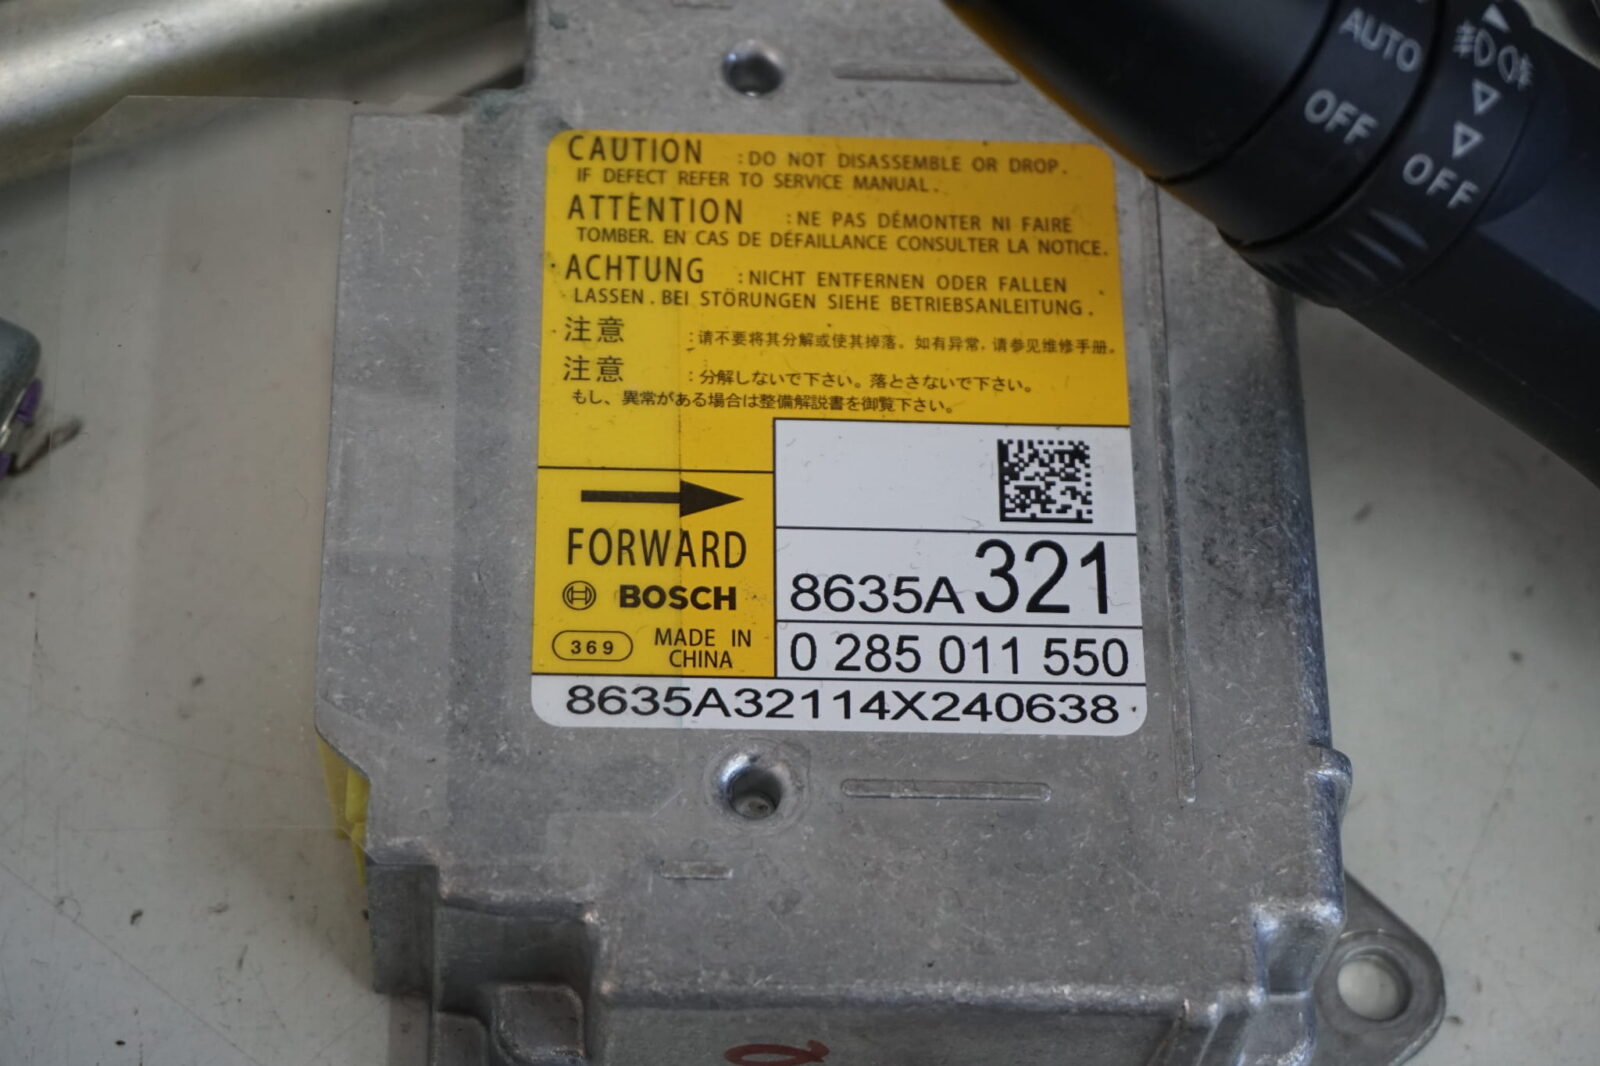 CAUTION :DO NOT DISASSEMBLE OR DROP.
IF DEFECT REFER TO SERVICE MANUAL.
ATTENTION :NE PAS DÉMONTER NI FAIRE
TOMBER. EN CAS DE DÉFAILLANCE CONSULTER LA NOTICE.
ACHTUNG :NICHT ENTFERNEN ODER FALLEN
LASSEN. BEI STÖRUNGEN SIEHE BETRIEBSANLEITUNG.
注意 :请不要将其分解或使其掉落。如有异常,请参见维修手册。
注意 :分解しないで下さい。落とさないで下さい。
もし、異常がある場合は整備解説書を御覧下さい。
FORWARD
BOSCH
369 MADE IN
CHINA
8635A 321
0 285 011 550
8635A32114X240638
AUTO
OFF
OFF